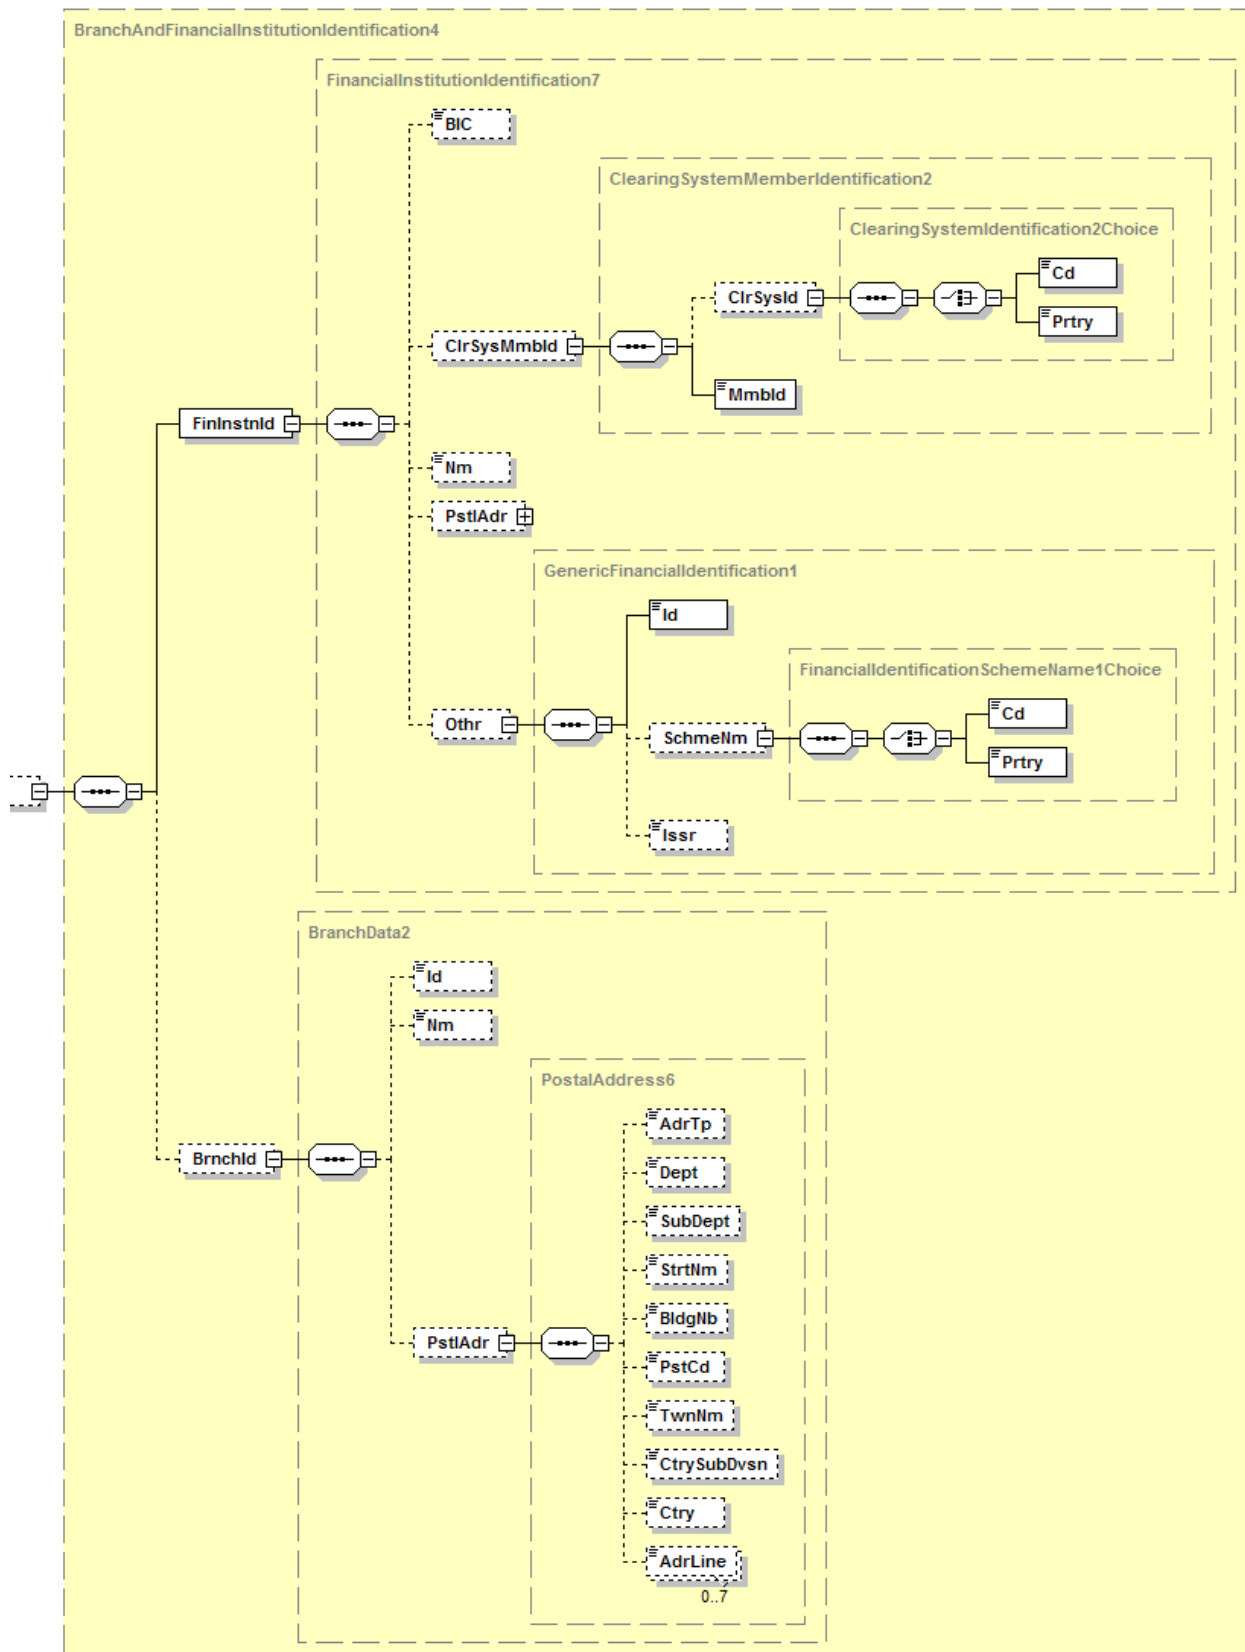 BranchAndFinancialInstitutionIdentification4
FinancialInstitutionIdentification7
BIC
ClearingSystemMemberIdentification2
ClearingSystemIdentification2Choice
ClrSysId
Cd
Prtry
ClrSysMmbId
MmbId
FinInstnId
Nm
PstlAdr
GenericFinancialIdentification1
Id
FinancialIdentificationSchemeName1Choice
Othr
SchmeNm
Cd
Prtry
Issr
BranchData2
Id
Nm
PostalAddress6
AdrTp
BrnchId
Dept
SubDept
StrtNm
BldgNb
PstlAdr
PstCd
TwnNm
CtrySubDvsn
Ctry
AdrLine
0..7